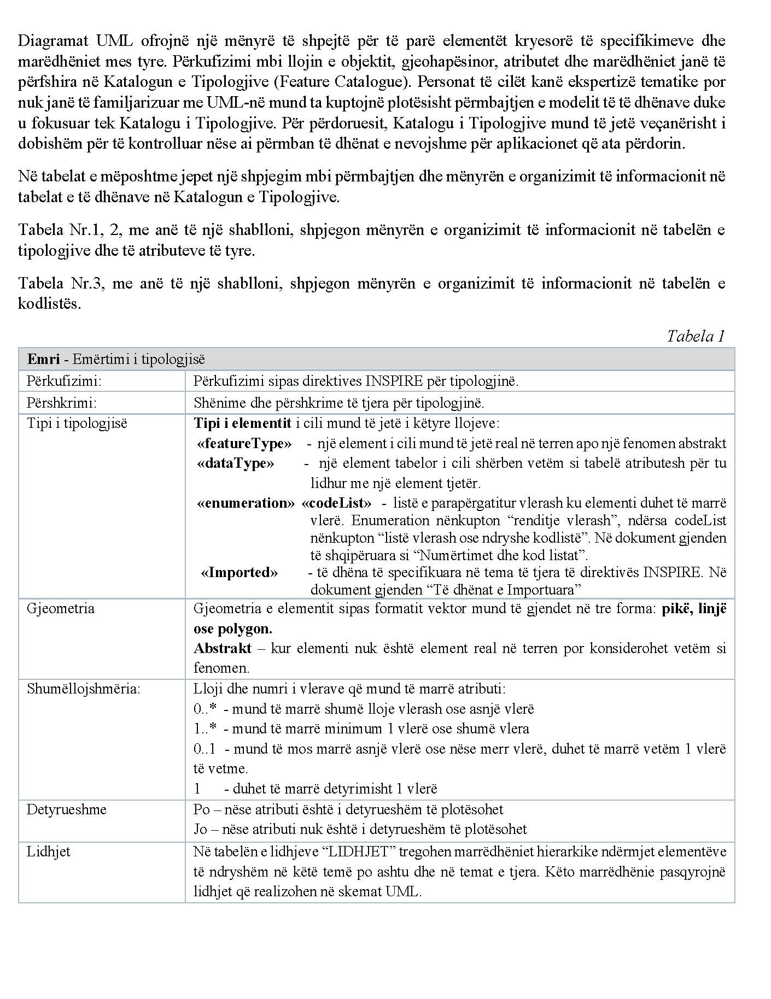 Diagramat UML ofrojnë një mënyrë të shpejtë për të parë elementët kryesorë të specifikimeve dhe
marëdhëniet mes tyre. Përkufizimi mbi llojin e objektit, gjeohapësinor, atributet dhe marëdhëniet janë të
përfshira në Katalogun e Tipologjive (Feature Catalogue). Personat të cilët kanë ekspertizë tematike por
nuk janë të familjarizuar me UML-në mund ta kuptojnë plotësisht përmbajtjen e modelit të të dhënave duke
u fokusuar tek Katalogu i Tipologjive. Për përdoruesit, Katalogu i Tipologjive mund të jetë veçanërisht i
dobishëm për të kontrolluar nëse ai përmban të dhënat e nevojshme për aplikacionet që ata përdorin.
Në tabelat e mëposhtme jepet një shpjegim mbi përmbajtjen dhe mënyrën e organizimit të informacionit në
tabelat e të dhënave në Katalogun e Tipologjive.
Tabela Nr.1, 2, me anë të një shablloni, shpjegon mënyrën e organizimit të informacionit në tabelën e
tipologjive dhe të atributeve të tyre.
Tabela Nr.3, me anë të një shablloni, shpjegon mënyrën e organizimit të informacionit në tabelën e
kodlistës.
Tabela 1
Emri - Emërtimi i tipologjisë
Përkufizimi: Përkufizimi sipas direktives INSPIRE për tipologjinë.
Përshkrimi: Shënime dhe përshkrime të tjera për tipologjinë.
Tipi i tipologjisë Tipi i elementit i cili mund të jetë i këtyre llojeve:
«featureType» - një element i cili mund të jetë real në terren apo një fenomen abstrakt
«dataType» - një element tabelor i cili shërben vetëm si tabelë atributesh për tu
lidhur me një element tjetër.
«enumeration» «codeList» - listë e parapërgatitur vlerash ku elementi duhet të marrë
vlerë. Enumeration nënkupton “renditje vlerash”, ndërsa codeList
nënkupton “listë vlerash ose ndryshe kodlistë”. Në dokument gjenden
të shqipëruara si “Numërtimet dhe kod listat”.
«Imported» - të dhëna të specifikuara në tema të tjera të direktivës INSPIRE. Në
dokument gjenden “Të dhënat e Importuara”
Gjeometria Gjeometria e elementit sipas formatit vektor mund të gjendet në tre forma: pikë, linjë
ose polygon.
Abstrakt – kur elementi nuk është element real në terren por konsiderohet vetëm si
fenomen.
Shumëllojshmëria: Lloji dhe numri i vlerave që mund të marrë atributi:
0..* - mund të marrë shumë lloje vlerash ose asnjë vlerë
1..* - mund të marrë minimum 1 vlerë ose shumë vlera
0..1 - mund të mos marrë asnjë vlerë ose nëse merr vlerë, duhet të marrë vetëm 1 vlerë
të vetme.
1 - duhet të marrë detyrimisht 1 vlerë
Detyrueshme Po – nëse atributi është i detyrueshëm të plotësohet
Jo – nëse atributi nuk është i detyrueshëm të plotësohet
Lidhjet Në tabelën e lidhjeve “LIDHJET” tregohen marrëdhëniet hierarkike ndërmjet elementëve
të ndryshëm në këtë temë po ashtu dhe në temat e tjera. Këto marrëdhënie pasqyrojnë
lidhjet që realizohen në skemat UML.